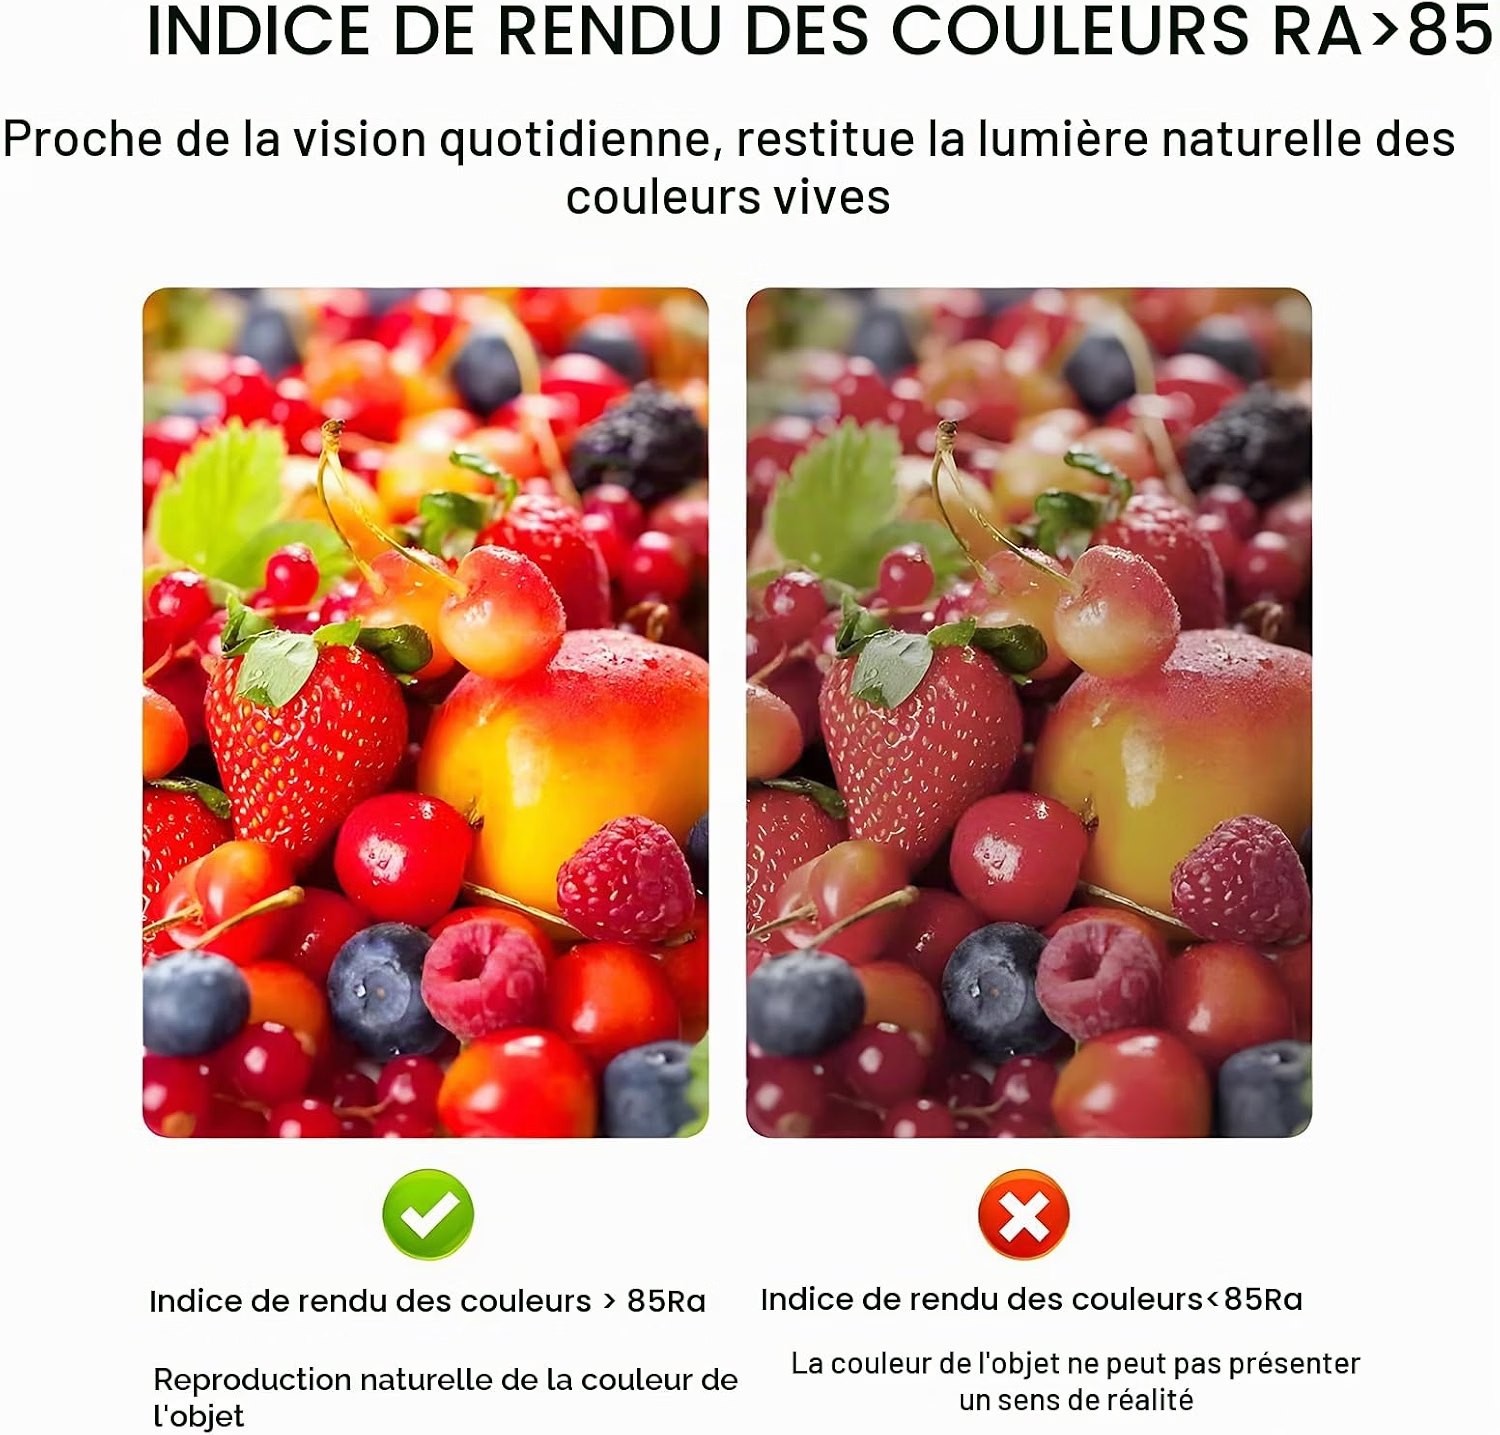 INDICE DE RENDU DES COULEURS RA>85
Proche de la vision quotidienne, restitue la lumière naturelle des
couleurs vives
Indice de rendu des couleurs > 85Ra
Reproduction naturelle de la couleur de
l'objet
Indice de rendu des couleurs<85Ra
La couleur de l'objet ne peut pas présenter
un sens de réalité